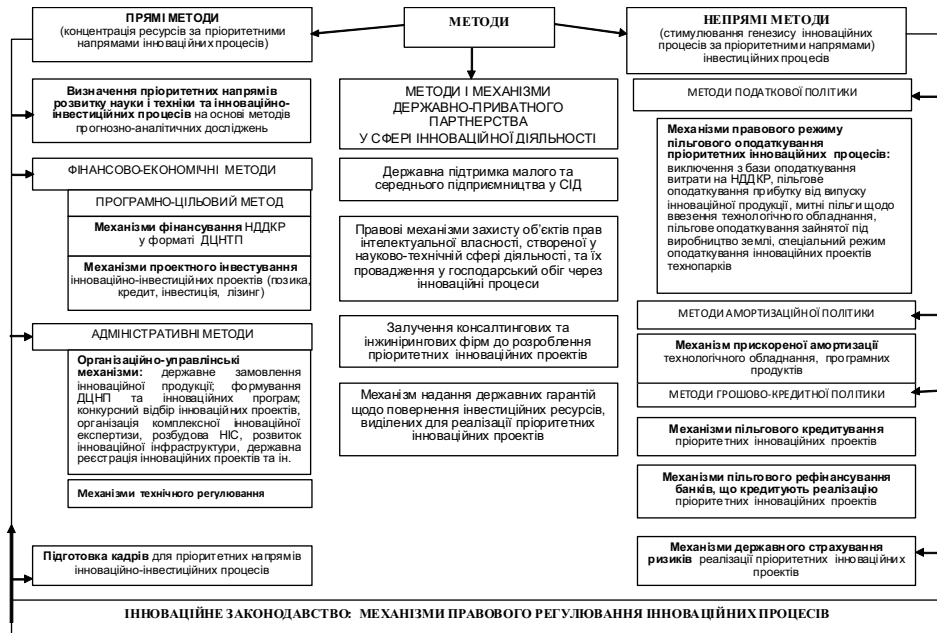 МЕТОДИ
ПРЯМІ МЕТОДИ
(концентрація ресурсів за пріоритетними
напрямами інноваційних процесів)
Визначення пріоритетних напрямів
розвитку науки і техніки та інноваційно-
інвестиційних процесів на основі методів
прогнозно-аналітичних досліджень
ФІНАНСОВО-ЕКОНОМІЧНІ МЕТОДИ
ПРОГРАМНО-ЦІЛЬОВИЙ МЕТОД
Механізми фінансування НДДКР
у форматі ДЦНТП
Механізми проектного інвестування
інноваційно-інвестиційних проектів (позика,
кредит, інвестиція, лізинг)
АДМІНІСТРАТИВНІ МЕТОДИ
Організаційно-управлінські
механізми: державне замовлення
інноваційної продукції; формування
ДЦНП та інноваційних програм;
конкурсний відбір інноваційних проектів,
організація комплексної інноваційної
експертизи, розбудова НІС, розвиток
інноваційної інфраструктури, державна
реєстрація інноваційних проектів та ін.
Механізми технічного регулювання
Підготовка кадрів для пріоритетних напрямів
інноваційно-інвестиційних процесів
МЕТОДИ І МЕХАНІЗМИ
ДЕРЖАВНО-ПРИВАТНОГО
ПАРТНЕРСТВА
У СФЕРІ ІННОВАЦІЙНОЇ ДІЯЛЬНОСТІ
Державна підтримка малого та
середнього підприємництва у СІД
Правові механізми захисту об’єктів прав
інтелектуальної власності, створеної у
науково-технічній сфері діяльності, та їх
провадження у господарський обіг через
інноваційні процеси
Залучення консалтингових та
інжинірингових фірм до розроблення
пріоритетних інноваційних проектів
Механізм надання державних гарантій
щодо повернення інвестиційних ресурсів,
виділених для реалізації пріоритетних
інноваційних проектів
НЕПРЯМІ МЕТОДИ
(стимулювання генезису інноваційних
процесів за пріоритетними напрямами)
інвестиційних процесів
МЕТОДИ ПОДАТКОВОЇ ПОЛІТИКИ
Механізми правового режиму
пільгового оподаткування
пріоритетних інноваційних процесів:
виключення з бази оподаткування
витрати на НДДКР, пільгове
оподаткування прибутку від випуску
інноваційної продукції, митні пільги щодо
ввезення технологічного обладнання,
пільгове оподаткування зайнятої під
виробництво землі, спеціальний режим
оподаткування інноваційних проектів
технопарків
МЕТОДИ АМОРТИЗАЦІЙНОЇ ПОЛІТИКИ
Механізм прискореної амортизації
технологічного обладнання, програмних
продуктів
МЕТОДИ ГРОШОВО-КРЕДИТНОЇ ПОЛІТИКИ
Механізми пільгового кредитування
пріоритетних інноваційних проектів
Механізми пільгового рефінансування
банків, що кредитують реалізацію
пріоритетних інноваційних проектів
Механізми державного страхування
ризиків реалізації пріоритетних інноваційних
проектів
ІННОВАЦІЙНЕ ЗАКОНОДАВСТВО: МЕХАНІЗМИ ПРАВОВОГО РЕГУЛЮВАННЯ ІННОВАЦІЙНИХ ПРОЦЕСІВ